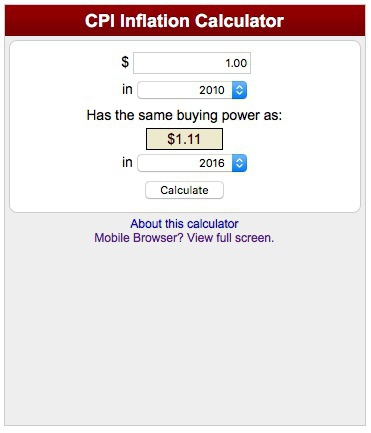 CPI Inflation Calculator
$ 1.00
in 2010
Has the same buying power as:
$1.11
in 2016
Calculate
About this calculator
Mobile Browser? View full screen.